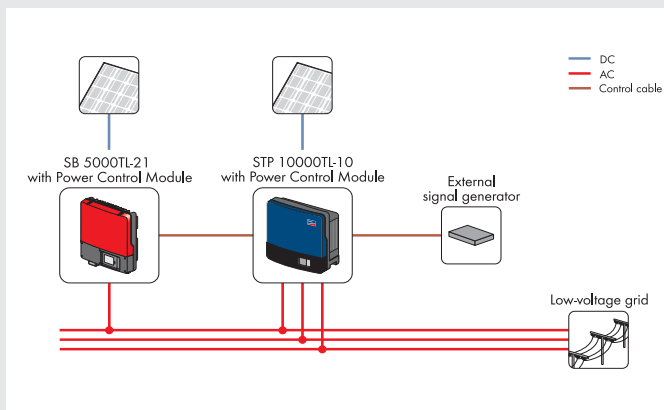 DC
AC
Control cable
SB 5000TL-21
with Power Control Module
STP 10000TL-10
with Power Control Module
External
signal generator
Low-voltage grid